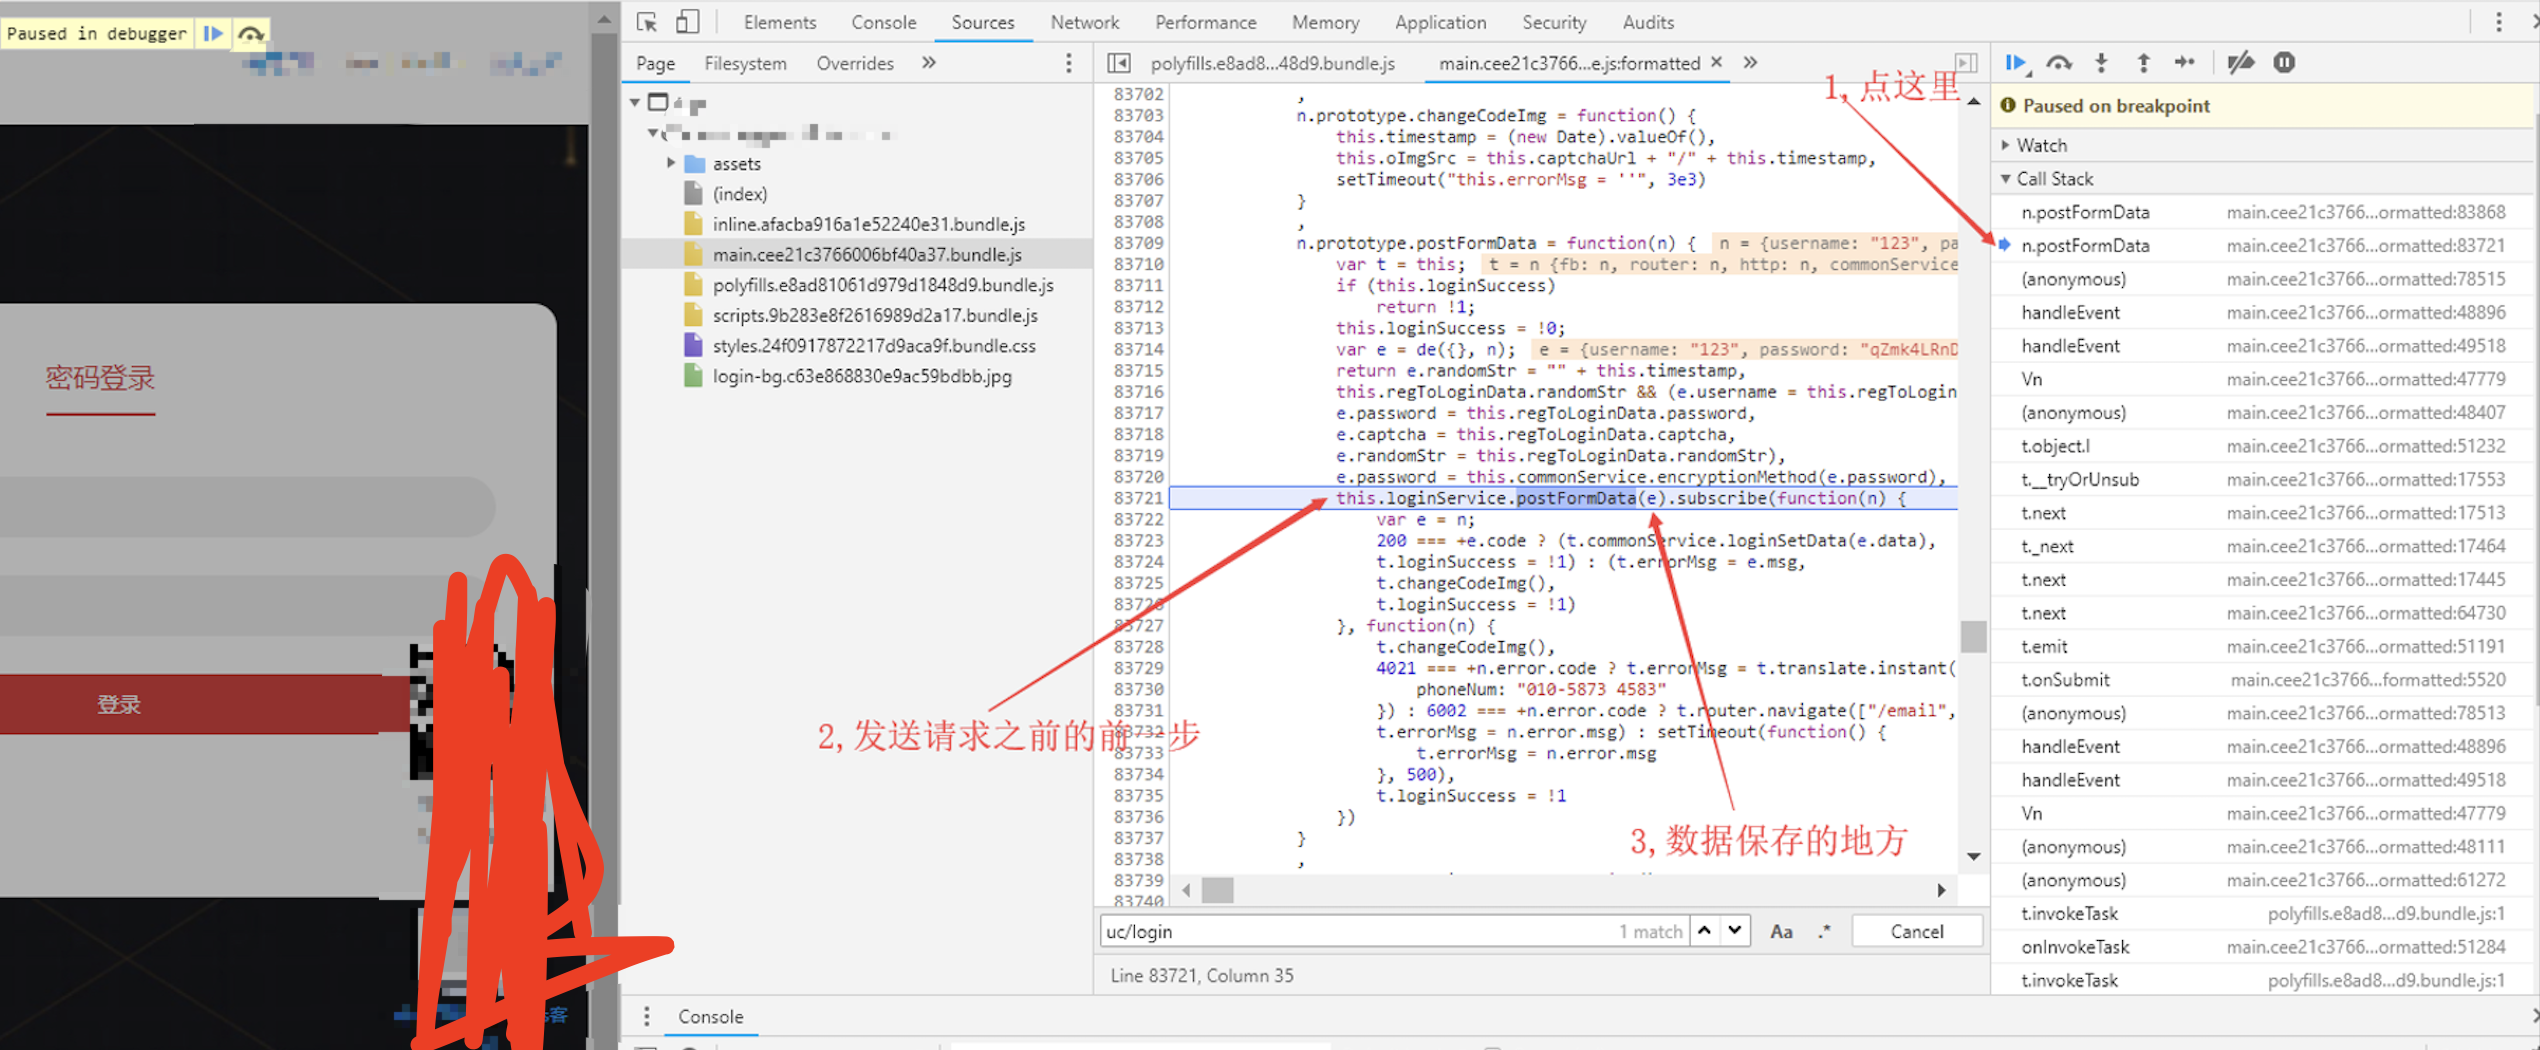 Paused in debugger
密码登录
登录
客
Elements Console Sources Network Performance Memory Application Security Audits
Page Filesystem Overrides »
assets
(index)
inline.afacba916a1e52240e31.bundle.js
main.cee21c3766006bf40a37.bundle.js
polyfills.e8ad81061d979d1848d9.bundle.js
scripts.9b283e8f2616989d2a17.bundle.js
styles.24f0917872217d9aca9f.bundle.css
login-bg.c63e868830e9ac59bdbb.jpg
polyfills.e8ad8...48d9.bundle.js main.cee21c3766...e.js:formatted × »
1,点这里
83702 ,
83703 n.prototype.changeCodeImg = function() {
83704 this.timestamp = (new Date).valueOf(),
83705 this.oImgSrc = this.captchaUrl + "/" + this.timestamp,
83706 setTimeout("this.errorMsg = ''", 3e3)
83707 }
83708 ,
83709 n.prototype.postFormData = function(n) { n = {username: "123", pa
83710 var t = this; t = n {fb: n, router: n, http: n, commonService
83711 if (this.loginSuccess)
83712 return !1;
83713 this.loginSuccess = !0;
83714 var e = de({}, n); e = {username: "123", password: "qZmk4LRnD
83715 return e.randomStr = "" + this.timestamp,
83716 this.regToLoginData.randomStr && (e.username = this.regToLogin
83717 e.password = this.regToLoginData.password,
83718 e.captcha = this.regToLoginData.captcha,
83719 e.randomStr = this.regToLoginData.randomStr),
83720 e.password = this.commonService.encryptionMethod(e.password),
83721 this.loginService.postFormData(e).subscribe(function(n) {
83722 var e = n;
83723 200 === +e.code ? (t.commonService.loginSetData(e.data),
83724 t.loginSuccess = !1) : (t.errorMsg = e.msg,
83725 t.changeCodeImg(),
83726 t.loginSuccess = !1)
83727 }, function(n) {
83728 t.changeCodeImg(),
83729 4021 === +n.error.code ? t.errorMsg = t.translate.instant(
83730 phoneNum: "010-5873 4583"
83731 }) : 6002 === +n.error.code ? t.router.navigate(["/email",
83732 t.errorMsg = n.error.msg) : setTimeout(function() {
83733 t.errorMsg = n.error.msg
83734 }, 500),
83735 t.loginSuccess = !1
83736 })
83737 }
83738 ,
83739
83740
2,发送请求之前的前一步
3,数据保存的地方
uc/login 1 match Aa .* Cancel
Line 83721, Column 35
Console
Paused on breakpoint
Watch
Call Stack
n.postFormData main.cee21c3766...ormatted:83868
n.postFormData main.cee21c3766...ormatted:83721
(anonymous) main.cee21c3766...ormatted:78515
handleEvent main.cee21c3766...ormatted:48896
handleEvent main.cee21c3766...ormatted:49518
Vn main.cee21c3766...ormatted:47779
(anonymous) main.cee21c3766...ormatted:48407
t.object.l main.cee21c3766...ormatted:51232
t.__tryOrUnsub main.cee21c3766...ormatted:17553
t.next main.cee21c3766...ormatted:17513
t._next main.cee21c3766...ormatted:17464
t.next main.cee21c3766...ormatted:17445
t.next main.cee21c3766...ormatted:64730
t.emit main.cee21c3766...ormatted:51191
t.onSubmit main.cee21c3766...formatted:5520
(anonymous) main.cee21c3766...ormatted:78513
handleEvent main.cee21c3766...ormatted:48896
handleEvent main.cee21c3766...ormatted:49518
Vn main.cee21c3766...ormatted:47779
(anonymous) main.cee21c3766...ormatted:48111
(anonymous) main.cee21c3766...ormatted:61272
t.invokeTask polyfills.e8ad8...d9.bundle.js:1
onInvokeTask main.cee21c3766...ormatted:51284
t.invokeTask polyfills.e8ad8...d9.bundle.js:1